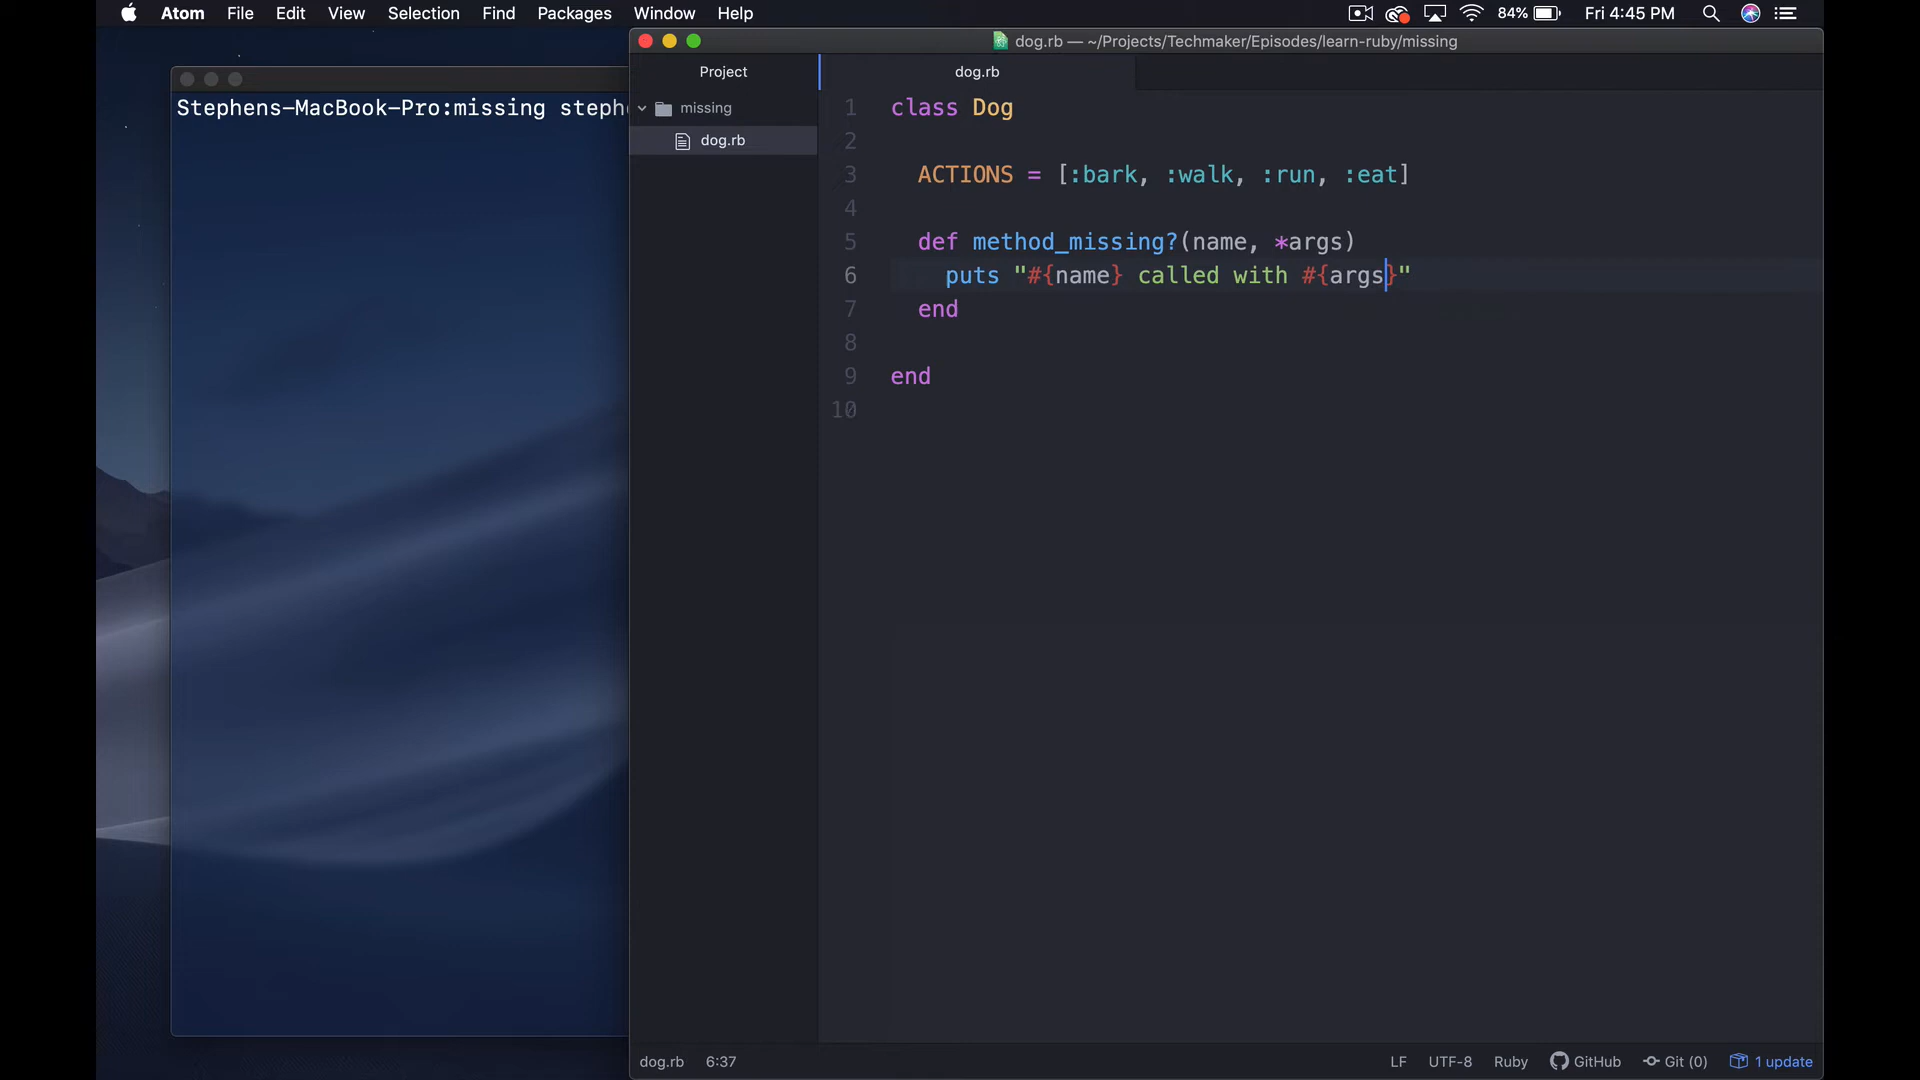 Atom File Edit View Selection Find Packages Window Help 84% Fri 4:45 PM
dog.rb — ~/Projects/Techmaker/Episodes/learn-ruby/missing
Stephens-MacBook-Pro:missing steph
Project
missing
dog.rb
dog.rb
1 class Dog
2
3 ACTIONS = [:bark, :walk, :run, :eat]
4
5 def method_missing?(name, *args)
6 puts "#{name} called with #{args}"
7 end
8
9 end
10
dog.rb 6:37 LF UTF-8 Ruby GitHub Git (0) 1 update